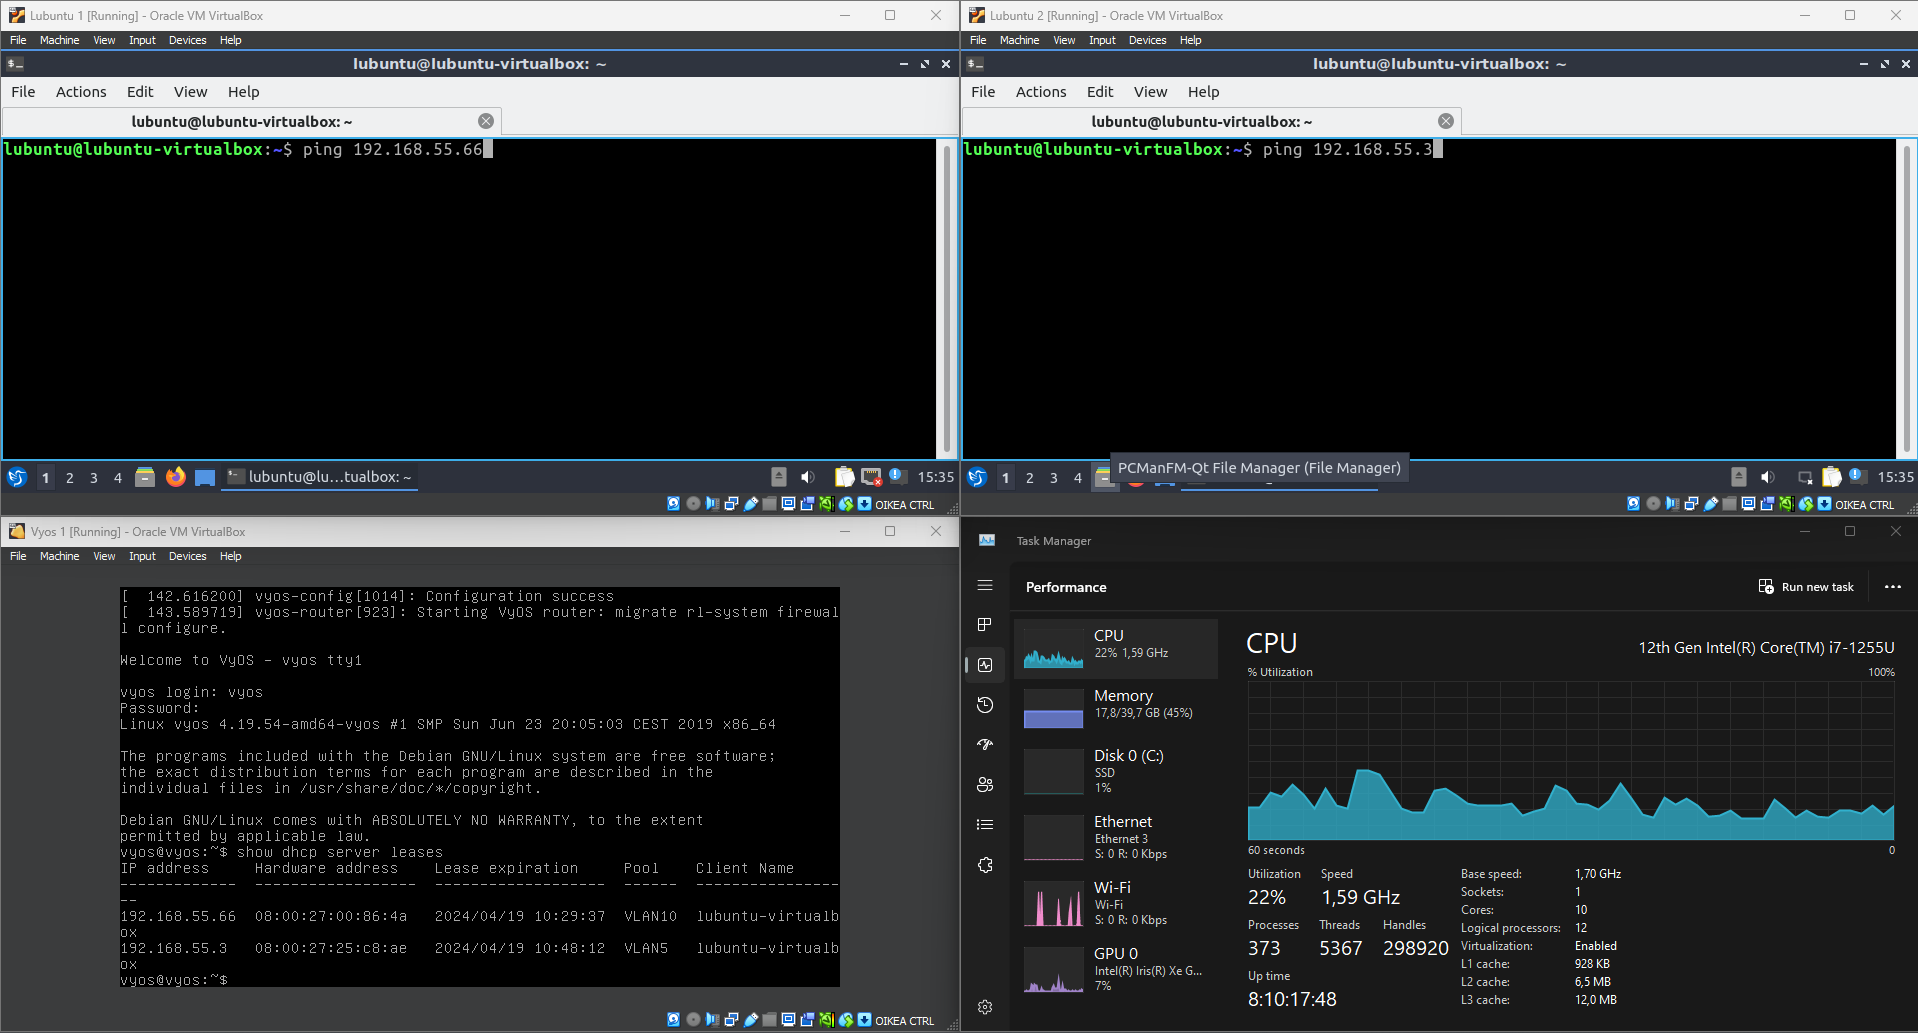 Lubuntu 1 [Running] - Oracle VM VirtualBox
File Machine View Input Devices Help
lubuntu@lubuntu-virtualbox: ~
File Actions Edit View Help
lubuntu@lubuntu-virtualbox: ~
lubuntu@lubuntu-virtualbox:~$ ping 192.168.55.66
1 2 3 4 lubuntu@lu...tualbox: ~ 15:35
OIKEA CTRL
Lubuntu 2 [Running] - Oracle VM VirtualBox
File Machine View Input Devices Help
lubuntu@lubuntu-virtualbox: ~
File Actions Edit View Help
lubuntu@lubuntu-virtualbox: ~
lubuntu@lubuntu-virtualbox:~$ ping 192.168.55.3
PCManFM-Qt File Manager (File Manager)
1 2 3 4 15:35
OIKEA CTRL
Vyos 1 [Running] - Oracle VM VirtualBox
File Machine View Input Devices Help
[  142.616200] vyos-config[1014]: Configuration success
[  143.589719] vyos-router[923]: Starting VyOS router: migrate rl-system firewal
l configure.
Welcome to VyOS - vyos tty1
vyos login: vyos
Password:
Linux vyos 4.19.54-amd64-vyos #1 SMP Sun Jun 23 20:05:03 CEST 2019 x86_64
The programs included with the Debian GNU/Linux system are free software;
the exact distribution terms for each program are described in the
individual files in /usr/share/doc/*/copyright.
Debian GNU/Linux comes with ABSOLUTELY NO WARRANTY, to the extent
permitted by applicable law.
vyos@vyos:~$ show dhcp server leases
IP address    Hardware address    Lease expiration     Pool    Client Name
-------------  ------------------  -------------------  ------  ----------------
--
192.168.55.66  08:00:27:00:86:4a   2024/04/19 10:29:37  VLAN10  lubuntu-virtualb
ox
192.168.55.3   08:00:27:25:c8:ae   2024/04/19 10:48:12  VLAN5   lubuntu-virtualb
ox
vyos@vyos:~$
OIKEA CTRL
Task Manager
Performance
Run new task
CPU
22% 1,59 GHz
Memory
17,8/39,7 GB (45%)
Disk 0 (C:)
SSD
1%
Ethernet
Ethernet 3
S: 0 R: 0 Kbps
Wi-Fi
Wi-Fi
S: 0 R: 0 Kbps
GPU 0
Intel(R) Iris(R) Xe G...
7%
CPU
12th Gen Intel(R) Core(TM) i7-1255U
% Utilization 100%
60 seconds 0
Utilization Speed
22% 1,59 GHz
Processes Threads Handles
373 5367 298920
Up time
8:10:17:48
Base speed: 1,70 GHz
Sockets: 1
Cores: 10
Logical processors: 12
Virtualization: Enabled
L1 cache: 928 KB
L2 cache: 6,5 MB
L3 cache: 12,0 MB